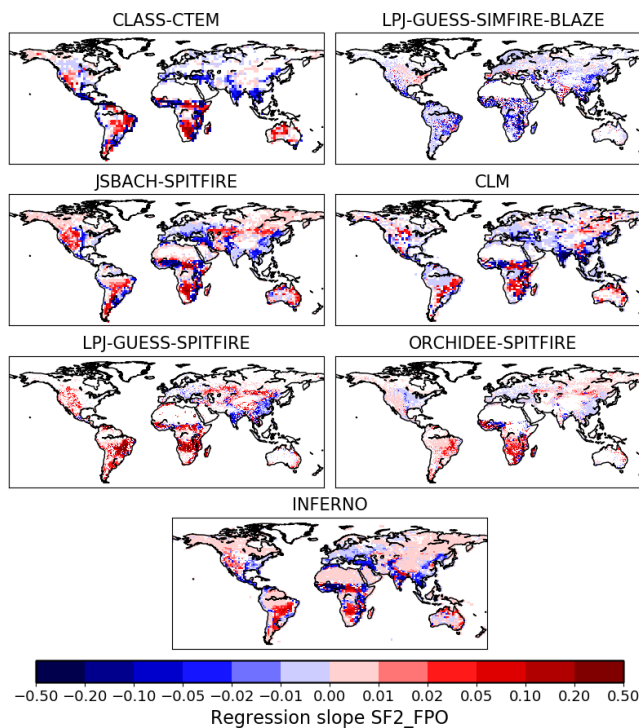 CLASS-CTEM LPJ-GUESS-SIMFIRE-BLAZE
JSBACH-SPITFIRE CLM
LPJ-GUESS-SPITFIRE ORCHIDEE-SPITFIRE
INFERNO
−0.50 −0.20 −0.10 −0.05 −0.02 −0.01 0.00 0.01 0.02 0.05 0.10 0.20 0.50
Regression slope SF2_FPO